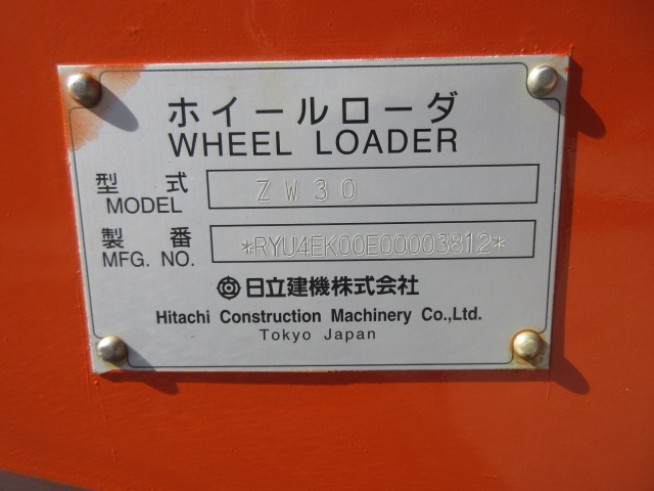 ホイールローダ
WHEEL LOADER
型式 ZW30
MODEL
製番 *RYU4EK00E00003812*
MFG. NO.
日立建機株式会社
Hitachi Construction Machinery Co.,Ltd.
Tokyo Japan